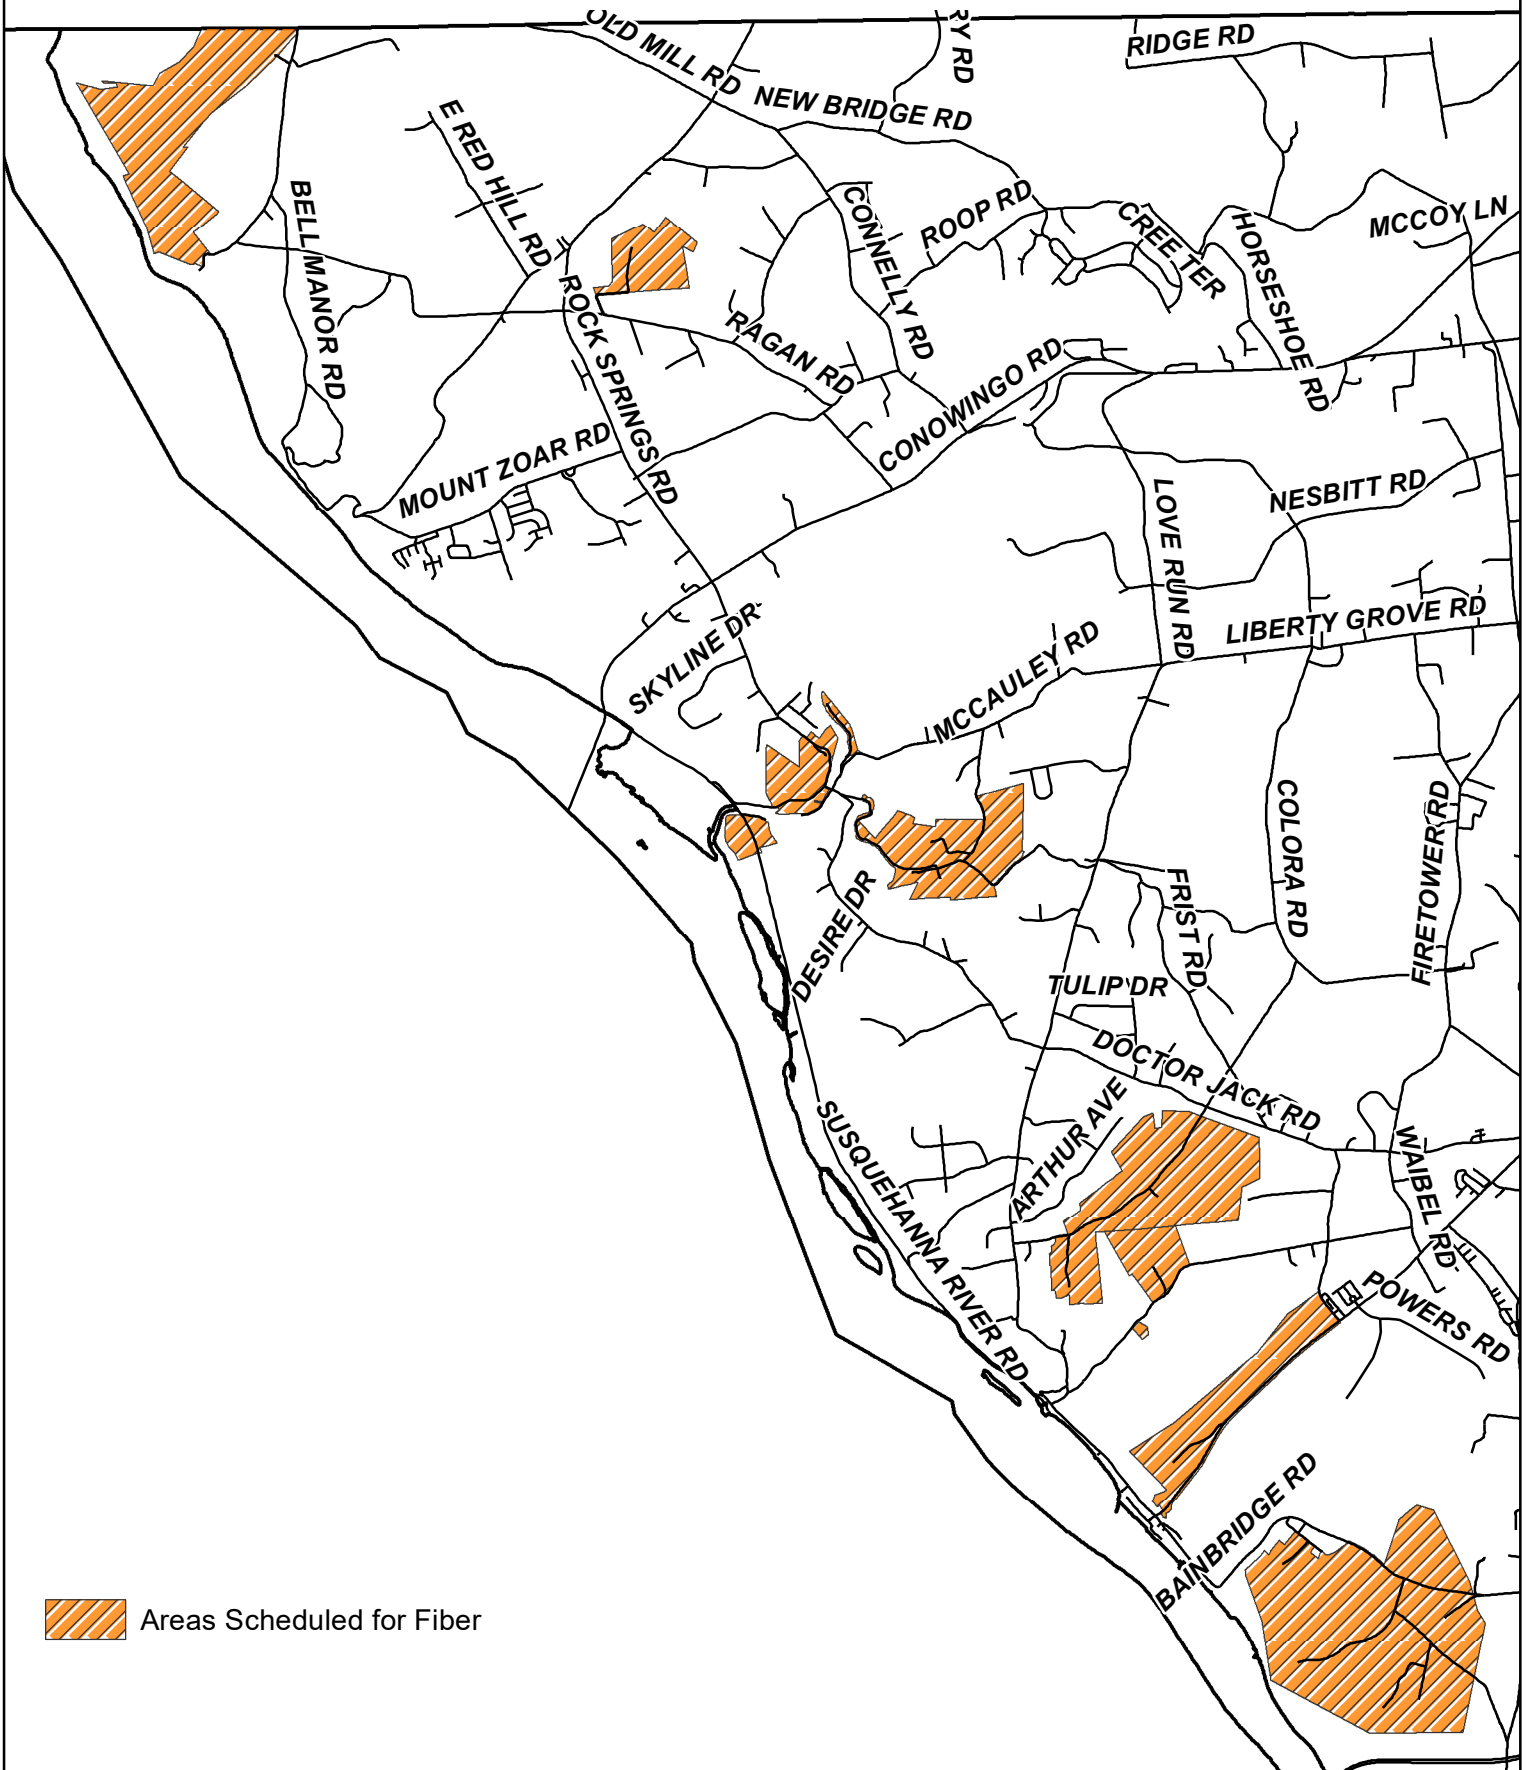 OLD MILL RD
RY RD
RIDGE RD
NEW BRIDGE RD
E RED HILL RD
BELL MANOR RD
CONNELLY RD
ROOP RD
CREE TER
HORSESHOE RD
MCCOY LN
ROCK SPRINGS RD
RAGAN RD
CONOWINGO RD
MOUNT ZOAR RD
NESBITT RD
LOVE RUN RD
LIBERTY GROVE RD
SKYLINE DR
MCCAULEY RD
COLORA RD
FIRETOWER RD
DESIRE DR
FRIST RD
TULIP DR
DOCTOR JACK RD
ARTHUR AVE
SUSQUEHANNA RIVER RD
WAIBEL RD
POWERS RD
BAINBRIDGE RD
Areas Scheduled for Fiber